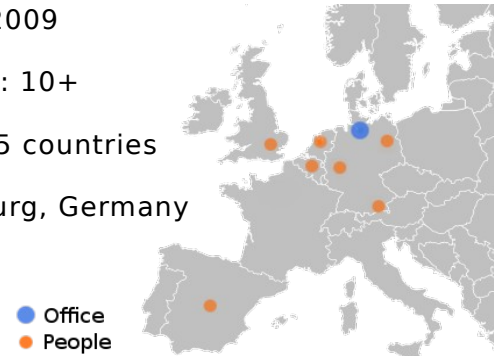 2009
: 10+
5 countries
urg, Germany
Office
People